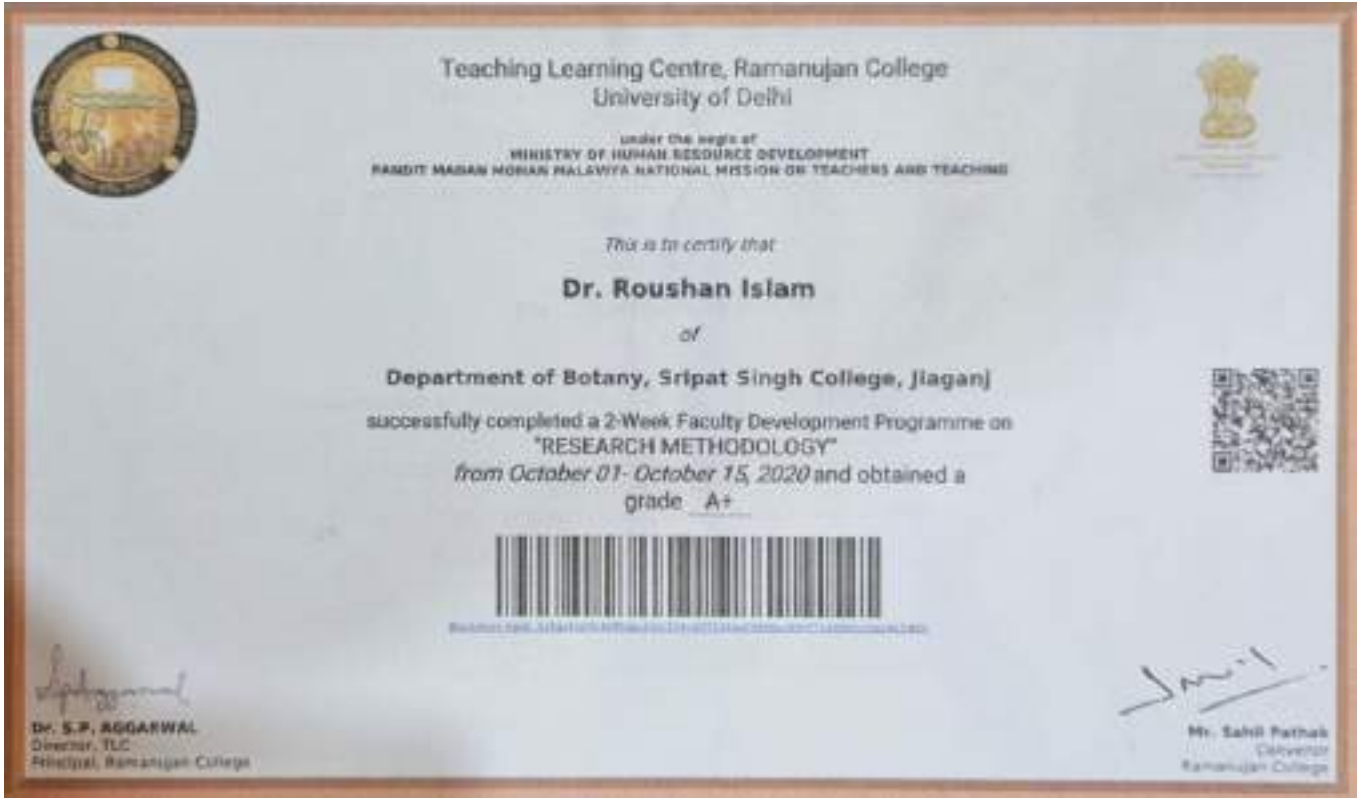 Teaching Learning Centre, Ramanujan College
University of Delhi
under the aegis of
MINISTRY OF HUMAN RESOURCE DEVELOPMENT
PANDIT MADAN MOHAN MALAVIYA NATIONAL MISSION ON TEACHERS AND TEACHING
This is to certify that
Dr. Roushan Islam
of
Department of Botany, Sripat Singh College, Jiaganj
successfully completed a 2-Week Faculty Development Programme on
"RESEARCH METHODOLOGY"
from October 01- October 15, 2020 and obtained a
grade A+
Dr. S.P. AGGARWAL
Director, TLC
Principal, Ramanujan College
Mr. Sahil Pathak
Convenor
Ramanujan College